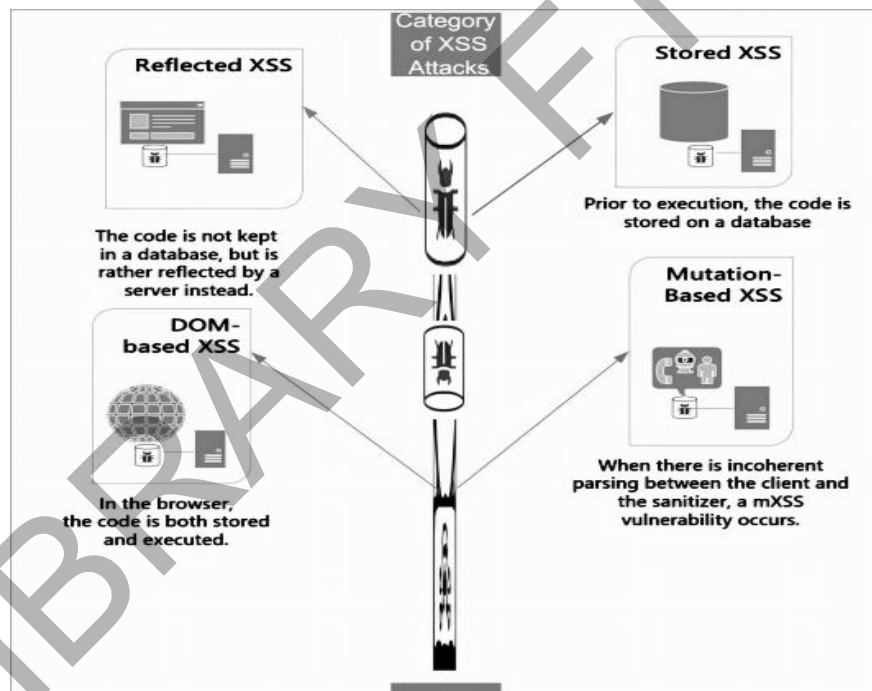 Category
of XSS
Attacks
Reflected XSS
The code is not kept
in a database, but is
rather reflected by a
server instead.
Stored XSS
Prior to execution, the code is
stored on a database
DOM-
based XSS
In the browser,
the code is both stored
and executed.
Mutation-
Based XSS
When there is incoherent
parsing between the client and
the sanitizer, a mXSS
vulnerability occurs.
IBRARY F